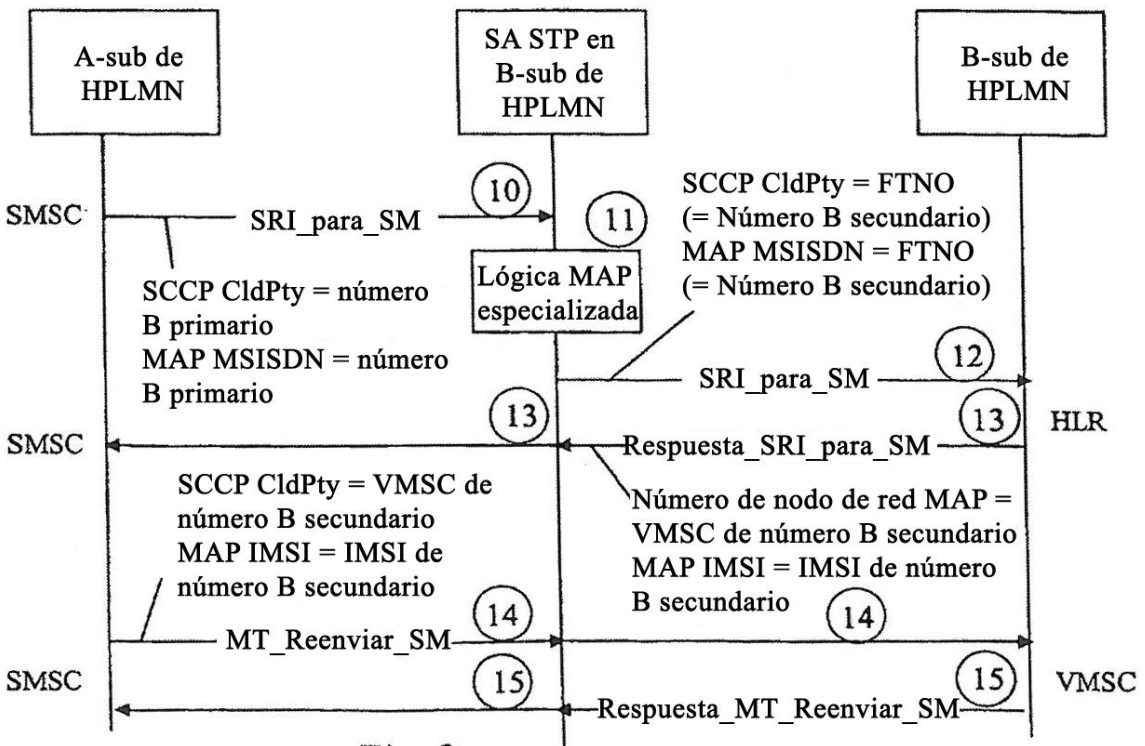 A-sub de
HPLMN
SA STP en
B-sub de
HPLMN
B-sub de
HPLMN
SMSC
SRI_para_SM
10
11
SCCP CldPty = FTNO
(= Número B secundario)
MAP MSISDN = FTNO
(= Número B secundario)
Lógica MAP
especializada
SCCP CldPty = número
B primario
MAP MSISDN = número
B primario
SRI_para_SM
12
SMSC
13
Respuesta_SRI_para_SM
13
HLR
SCCP CldPty = VMSC de
número B secundario
MAP IMSI = IMSI de
número B secundario
Número de nodo de red MAP =
VMSC de número B secundario
MAP IMSI = IMSI de número
B secundario
MT_Reenviar_SM
14
14
SMSC
15
Respuesta_MT_Reenviar_SM
15
VMSC